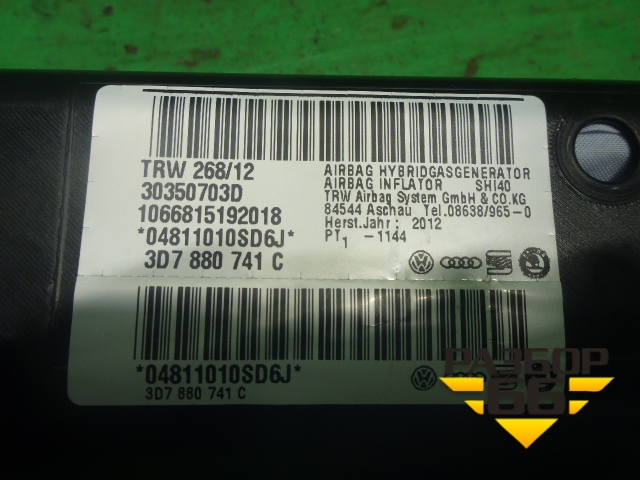 TRW 268/12
30350703D
1066815192018
*04811010SD6J*
3D7 880 741 C
AIRBAG HYBRIDGASGENERATOR
AIRBAG INFLATOR SHI40
TRW Airbag System GmbH & CO.KG
84544 Aschau Tel.08638/965-0
Herst.Jahr: 2012
PT1 -1144
*04811010SD6J*
3D7 880 741 C
РАЗБОР
66